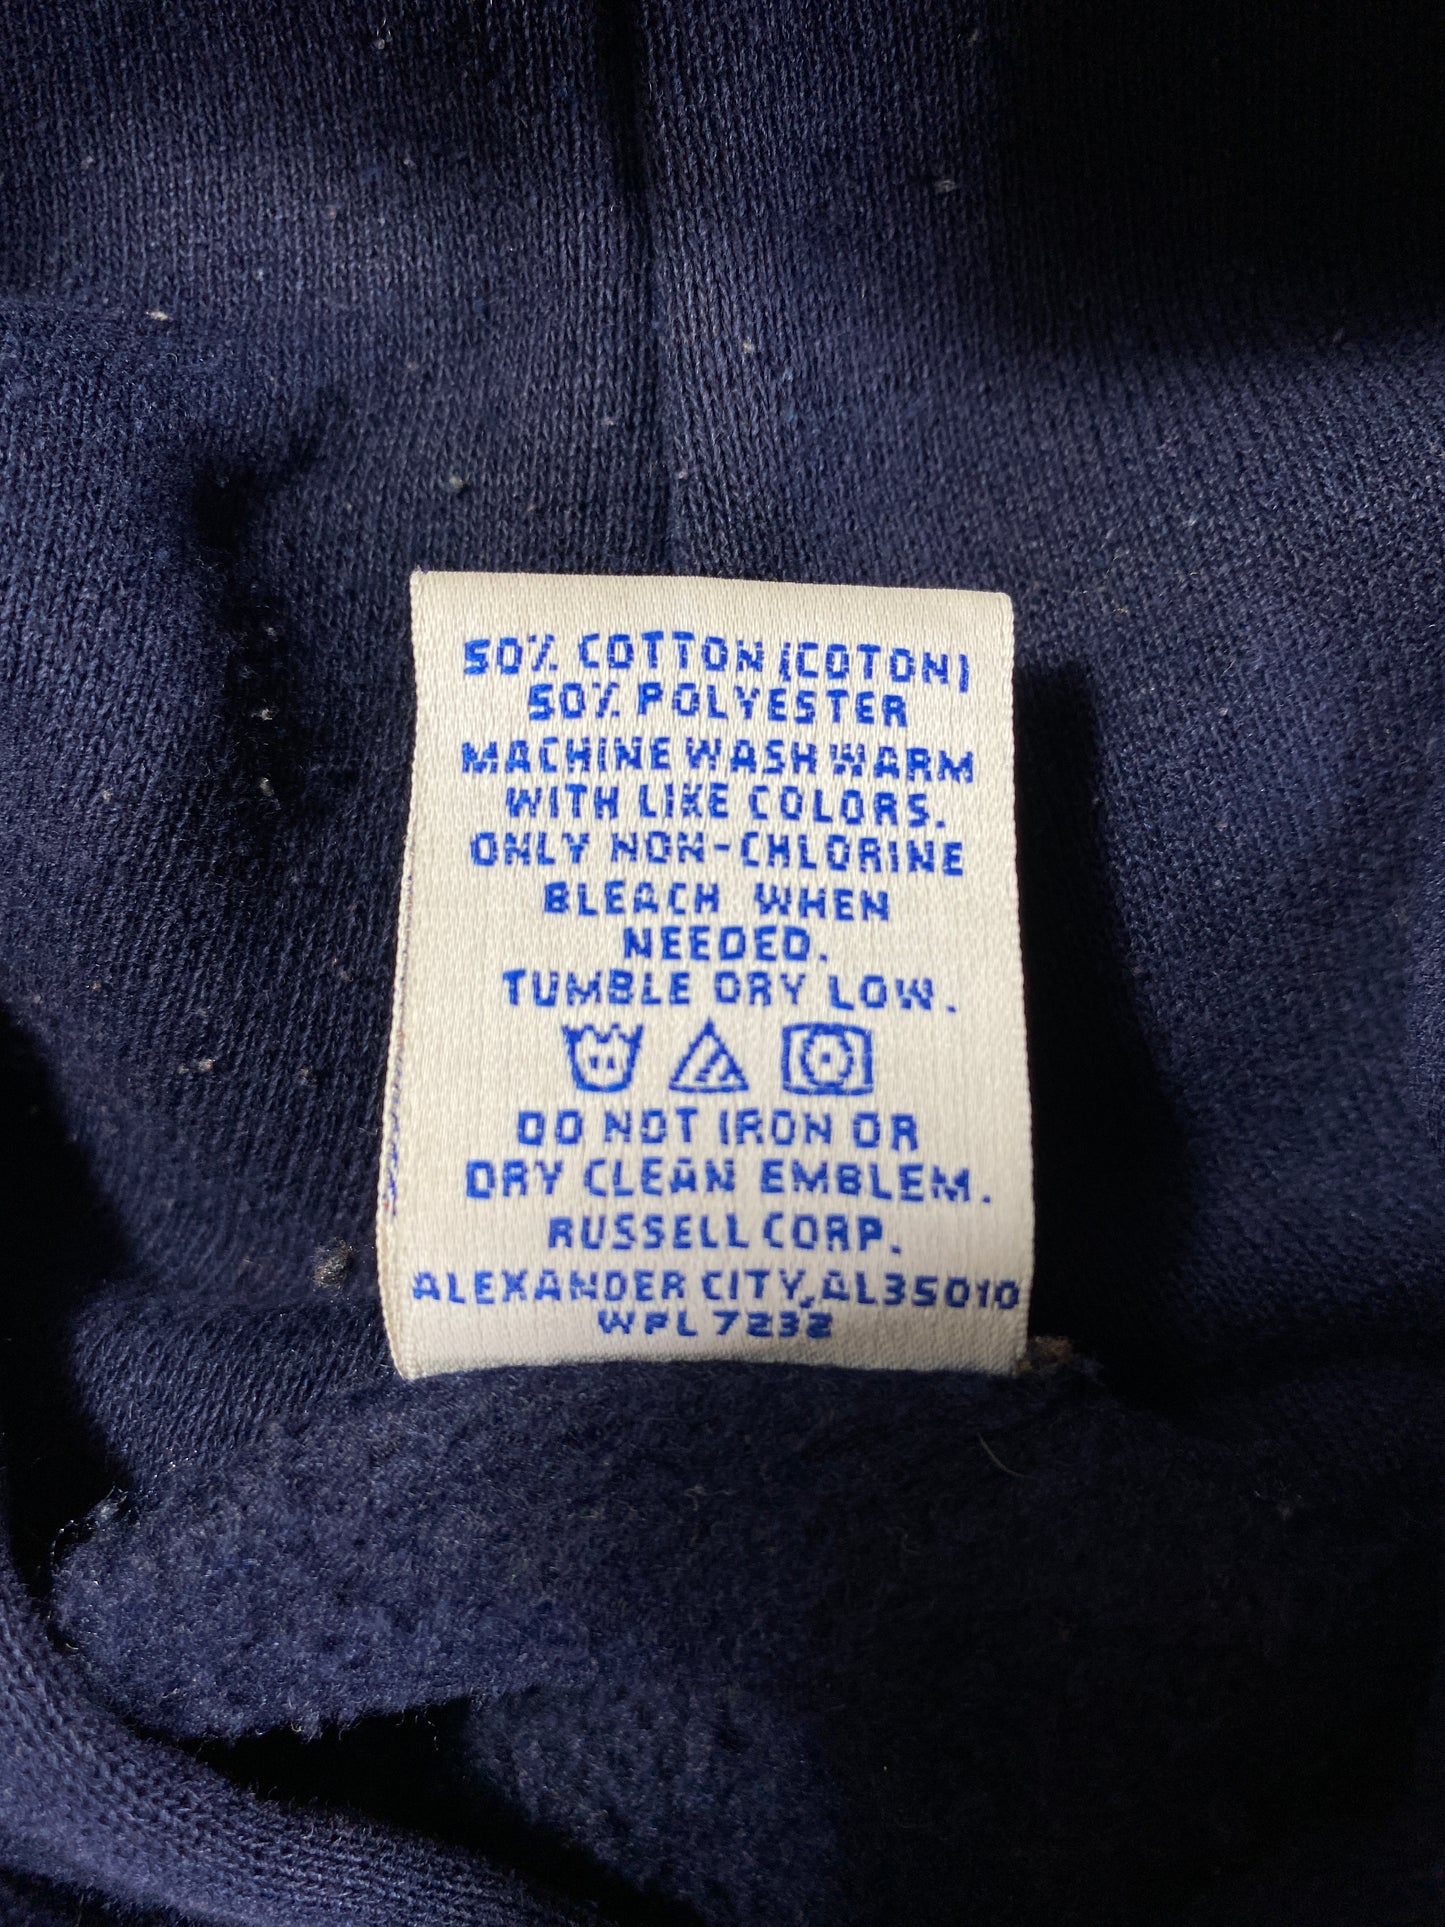 50% COTTON (COTON)
50% POLYESTER
MACHINE WASH WARM
WITH LIKE COLORS.
ONLY NON-CHLORINE
BLEACH WHEN
NEEDED.
TUMBLE DRY LOW.
DO NOT IRON OR
DRY CLEAN EMBLEM.
RUSSELL CORP.
ALEXANDER CITY, AL35010
WPL 7232